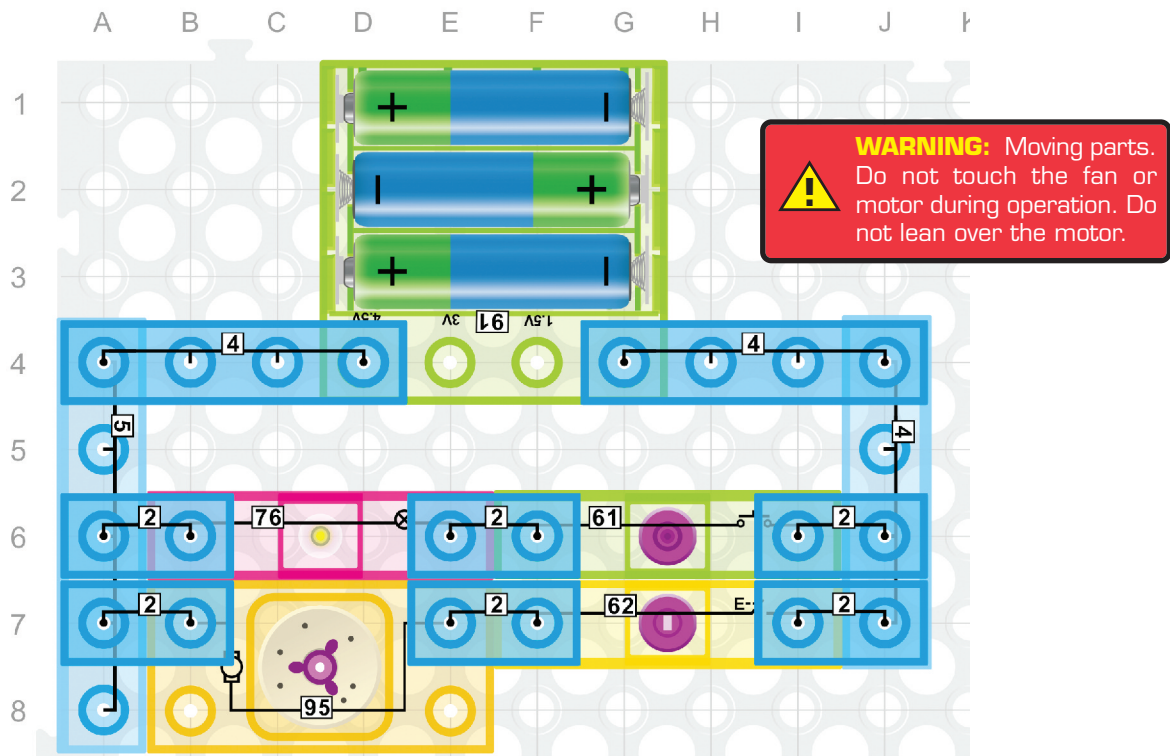 A B C D E F G H I J K
1
+ −
WARNING: Moving parts.
Do not touch the fan or
motor during operation. Do
not lean over the motor.
2
− +
3
+ −
4.5V 3V 91 1.5V
4
4 4
5
5 4
6
2 76 2 61 2
7
2 2 62 E 2
8
95